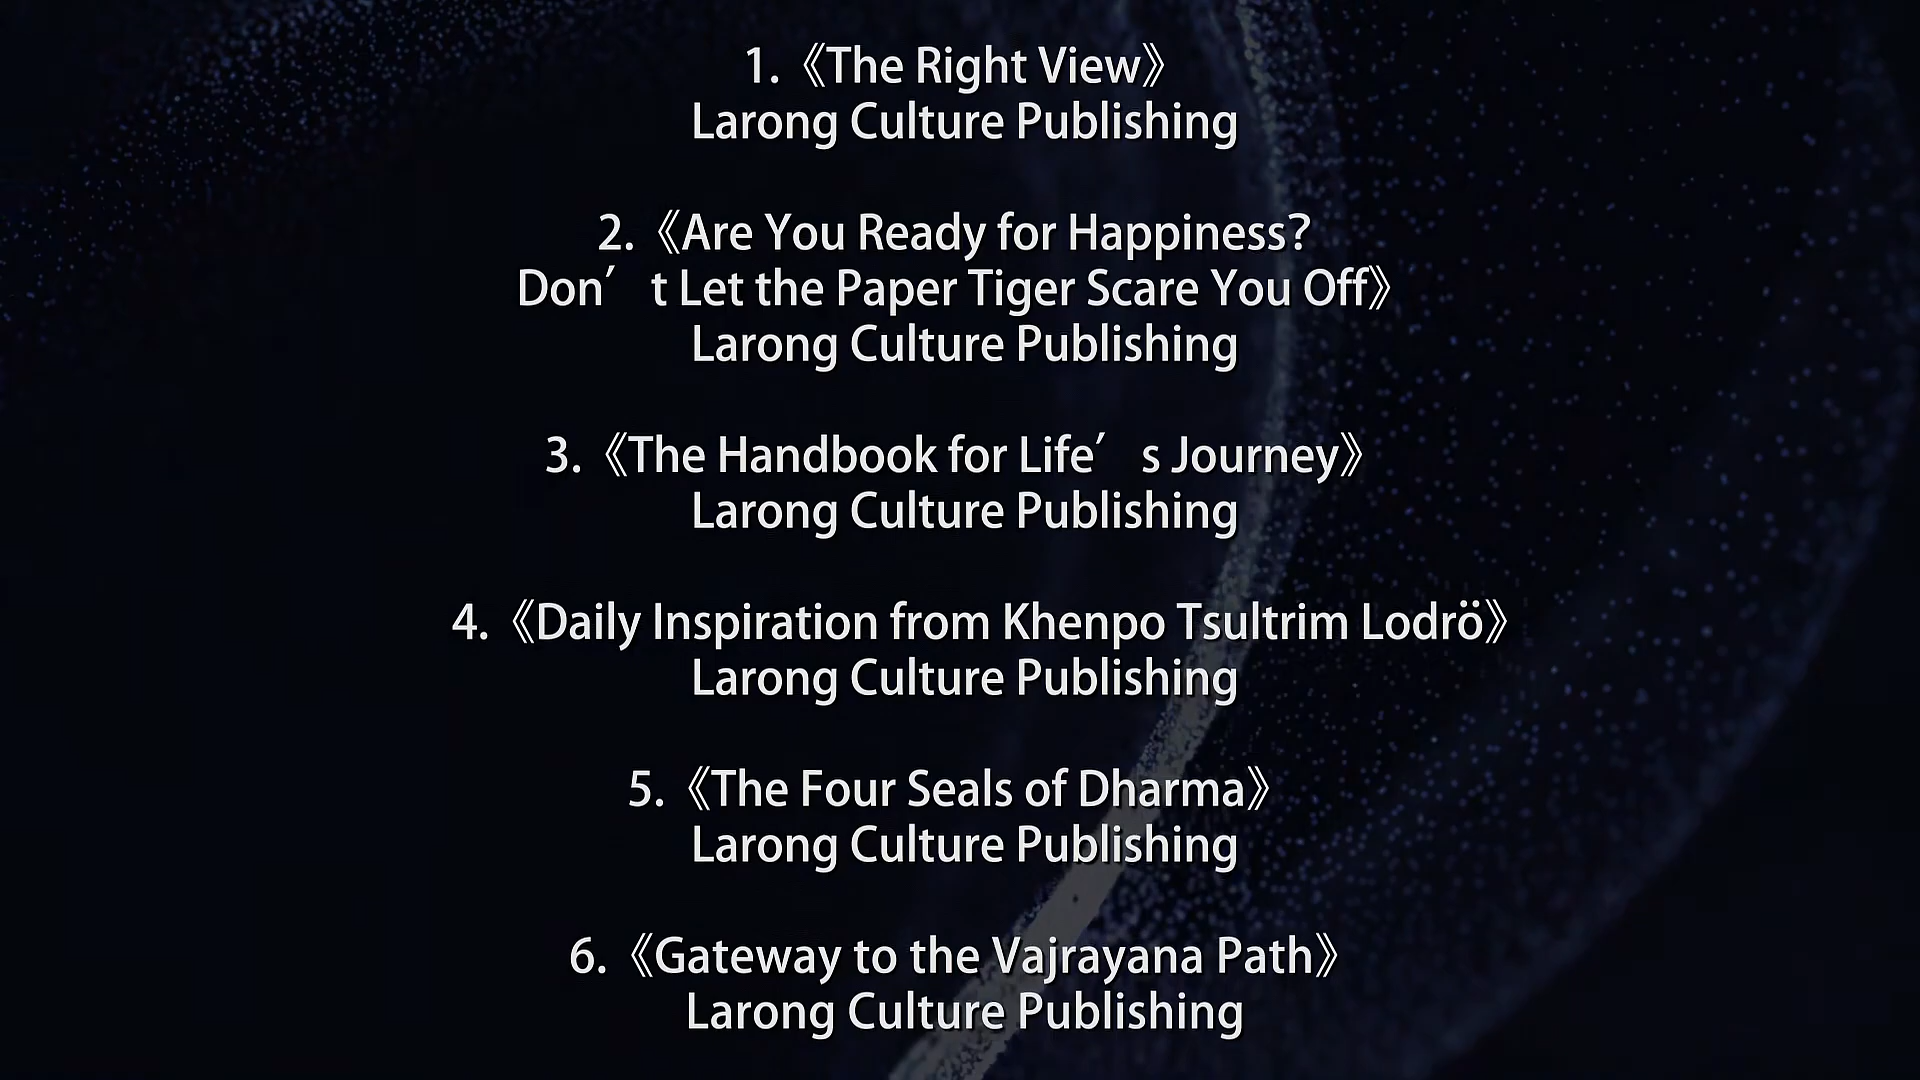 1.《The Right View》
Larong Culture Publishing
2.《Are You Ready for Happiness?
Don′ t Let the Paper Tiger Scare You Off》
Larong Culture Publishing
3.《The Handbook for Life′ s Journey》
Larong Culture Publishing
4.《Daily Inspiration from Khenpo Tsultrim Lodrö》
Larong Culture Publishing
5.《The Four Seals of Dharma》
Larong Culture Publishing
6.《Gateway to the Vajrayana Path》
Larong Culture Publishing